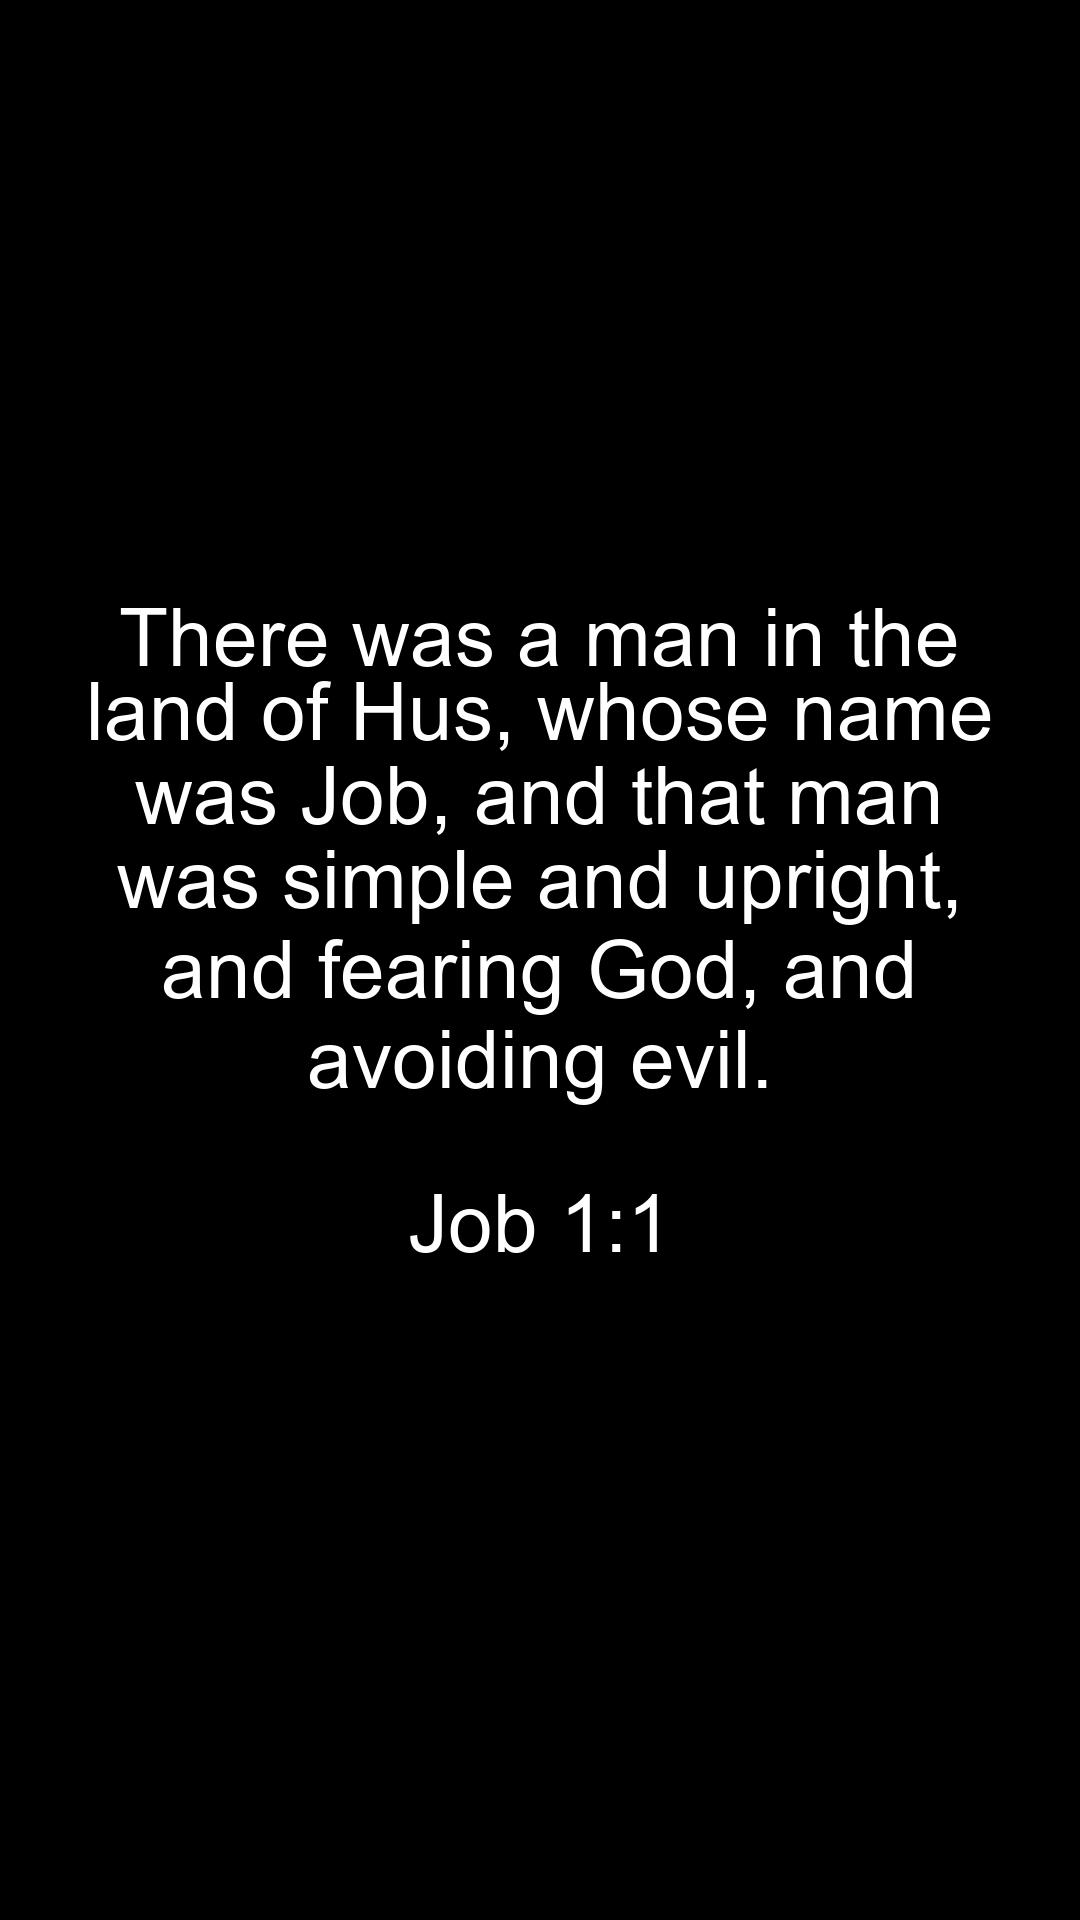 There was a man in the
land of Hus, whose name
was Job, and that man
was simple and upright,
and fearing God, and
avoiding evil.
Job 1:1